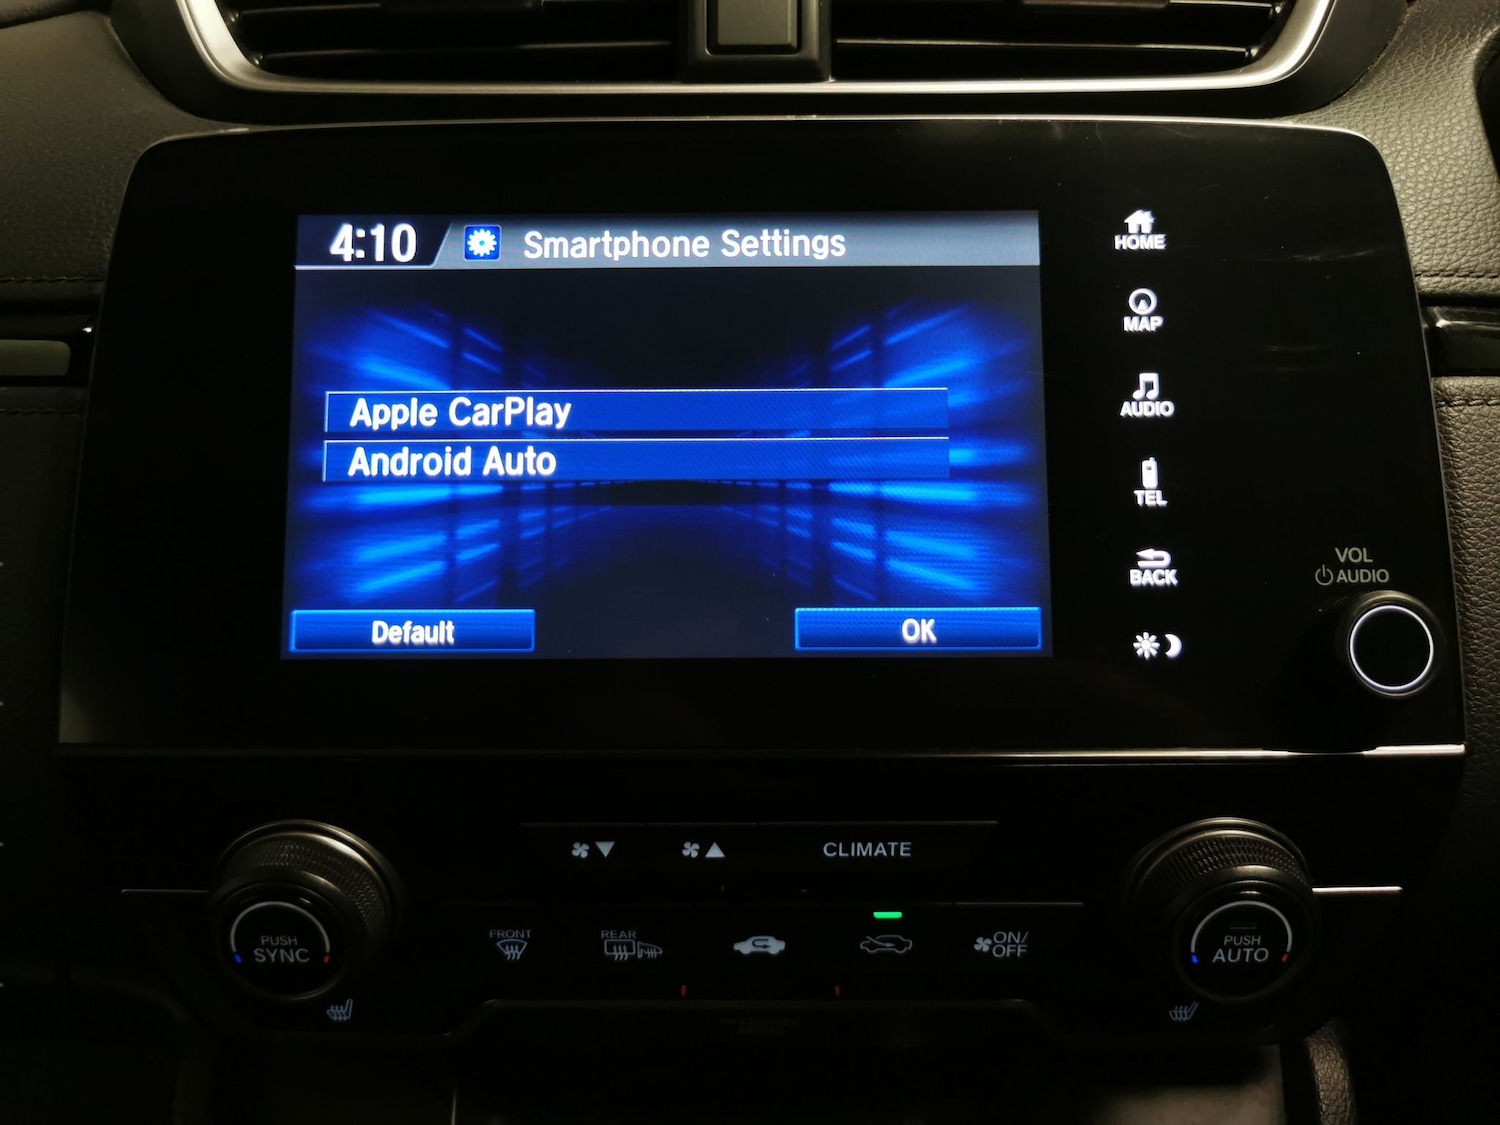 4:10 Smartphone Settings
Apple CarPlay
Android Auto
Default
OK
HOME
MAP
AUDIO
TEL
BACK
VOL
AUDIO
CLIMATE
PUSH
SYNC
FRONT
REAR
ON/
OFF
PUSH
AUTO